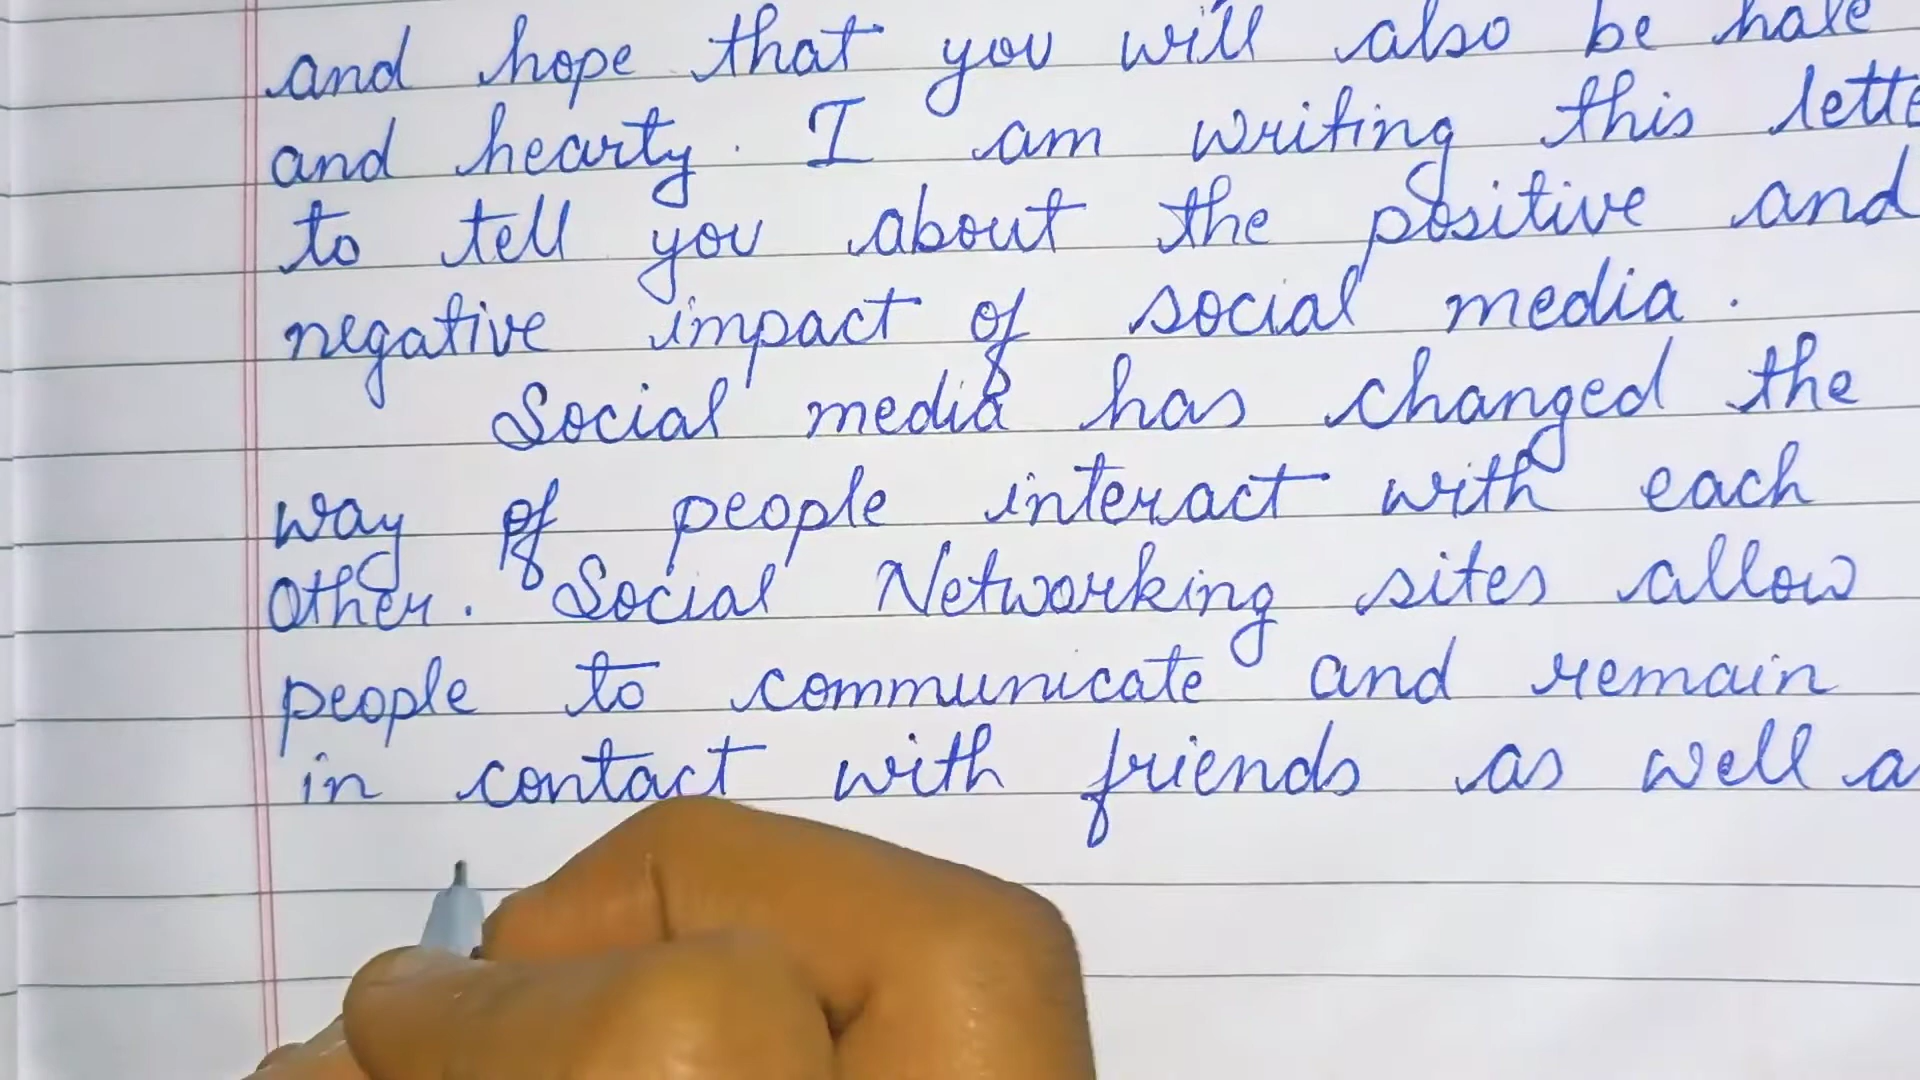 and hope that you will also be hale
and hearty. I am writing this lette
to tell you about the positive and
negative impact of social media.
Social media has changed the
way of people interact with each
other. Social Networking sites allow
people to communicate and remain
in contact with friends as well a